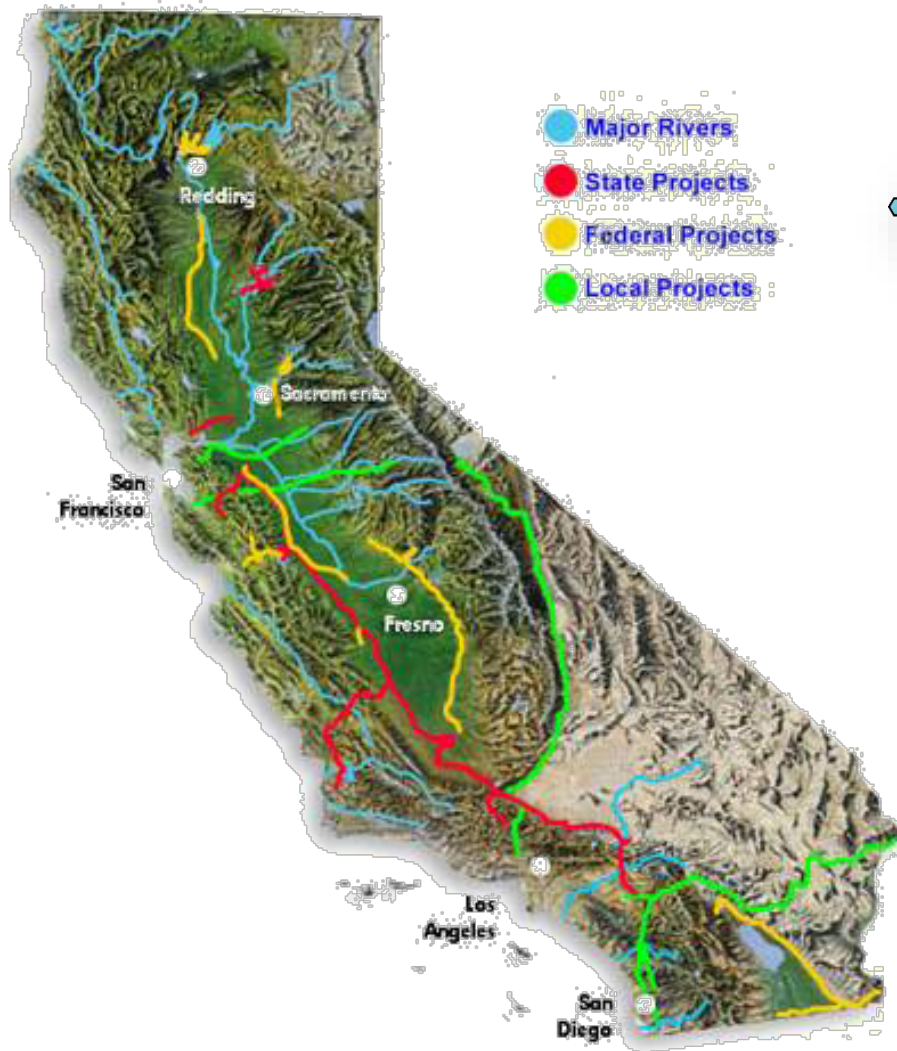 Major Rivers
State Projects
Redding
Federal Projects
Local Projects
Sacramento
San
Francisco
Fresno
Los
Angeles
San
Diego